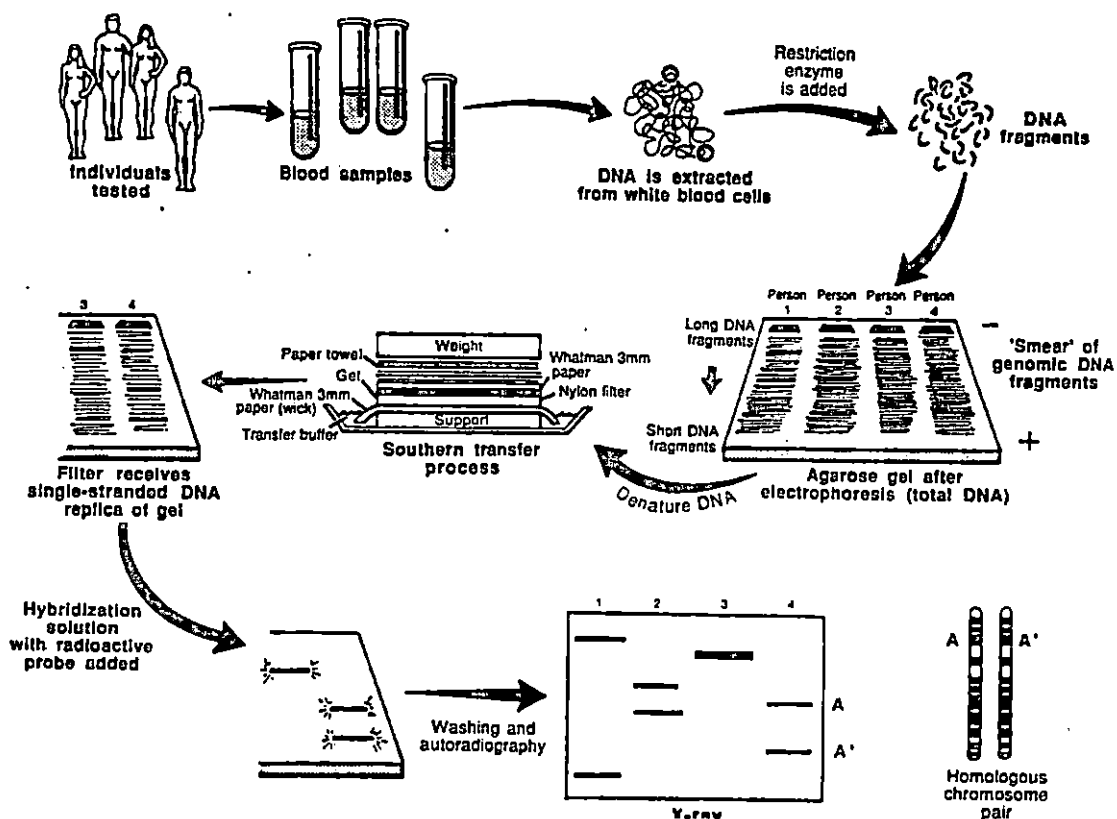 Individuals
tested
Blood samples
DNA is extracted
from white blood cells
Restriction
enzyme
is added
DNA
fragments
3 4
Filter receives
single-stranded DNA
replica of gel
Weight
Paper towel
Gel
Whatman 3mm
paper (wick)
Transfer buffer
Support
Whatman 3mm
paper
Nylon filter
Southern transfer
process
Denature DNA
Person Person Person Person
1 2 3 4
Long DNA
fragments
Short DNA
fragments
−
+
'Smear' of
genomic DNA
fragments
Agarose gel after
electrophoresis (total DNA)
Hybridization
solution
with radioactive
probe added
Washing and
autoradiography
1 2 3 4
A
A'
X-ray
A A'
Homologous
chromosome
pair